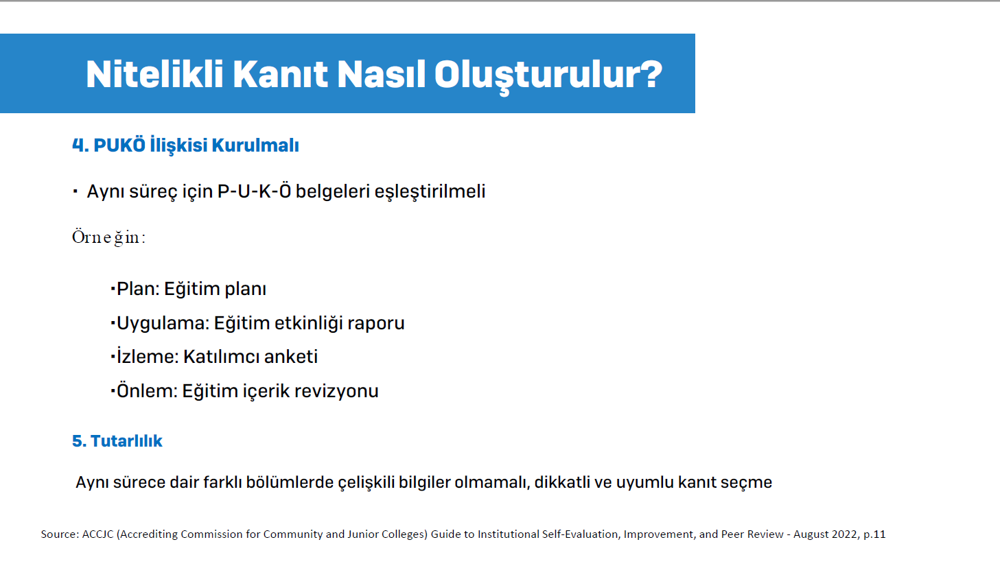 Nitelikli Kanıt Nasıl Oluşturulur?
4. PUKÖ İlişkisi Kurulmalı
▪ Aynı süreç için P-U-K-Ö belgeleri eşleştirilmeli
Örneğin:
▪Plan: Eğitim planı
▪Uygulama: Eğitim etkinliği raporu
▪İzleme: Katılımcı anketi
▪Önlem: Eğitim içerik revizyonu
5. Tutarlılık
Aynı sürece dair farklı bölümlerde çelişkili bilgiler olmamalı, dikkatli ve uyumlu kanıt seçme
Source: ACCJC (Accrediting Commission for Community and Junior Colleges) Guide to Institutional Self-Evaluation, Improvement, and Peer Review - August 2022, p.11